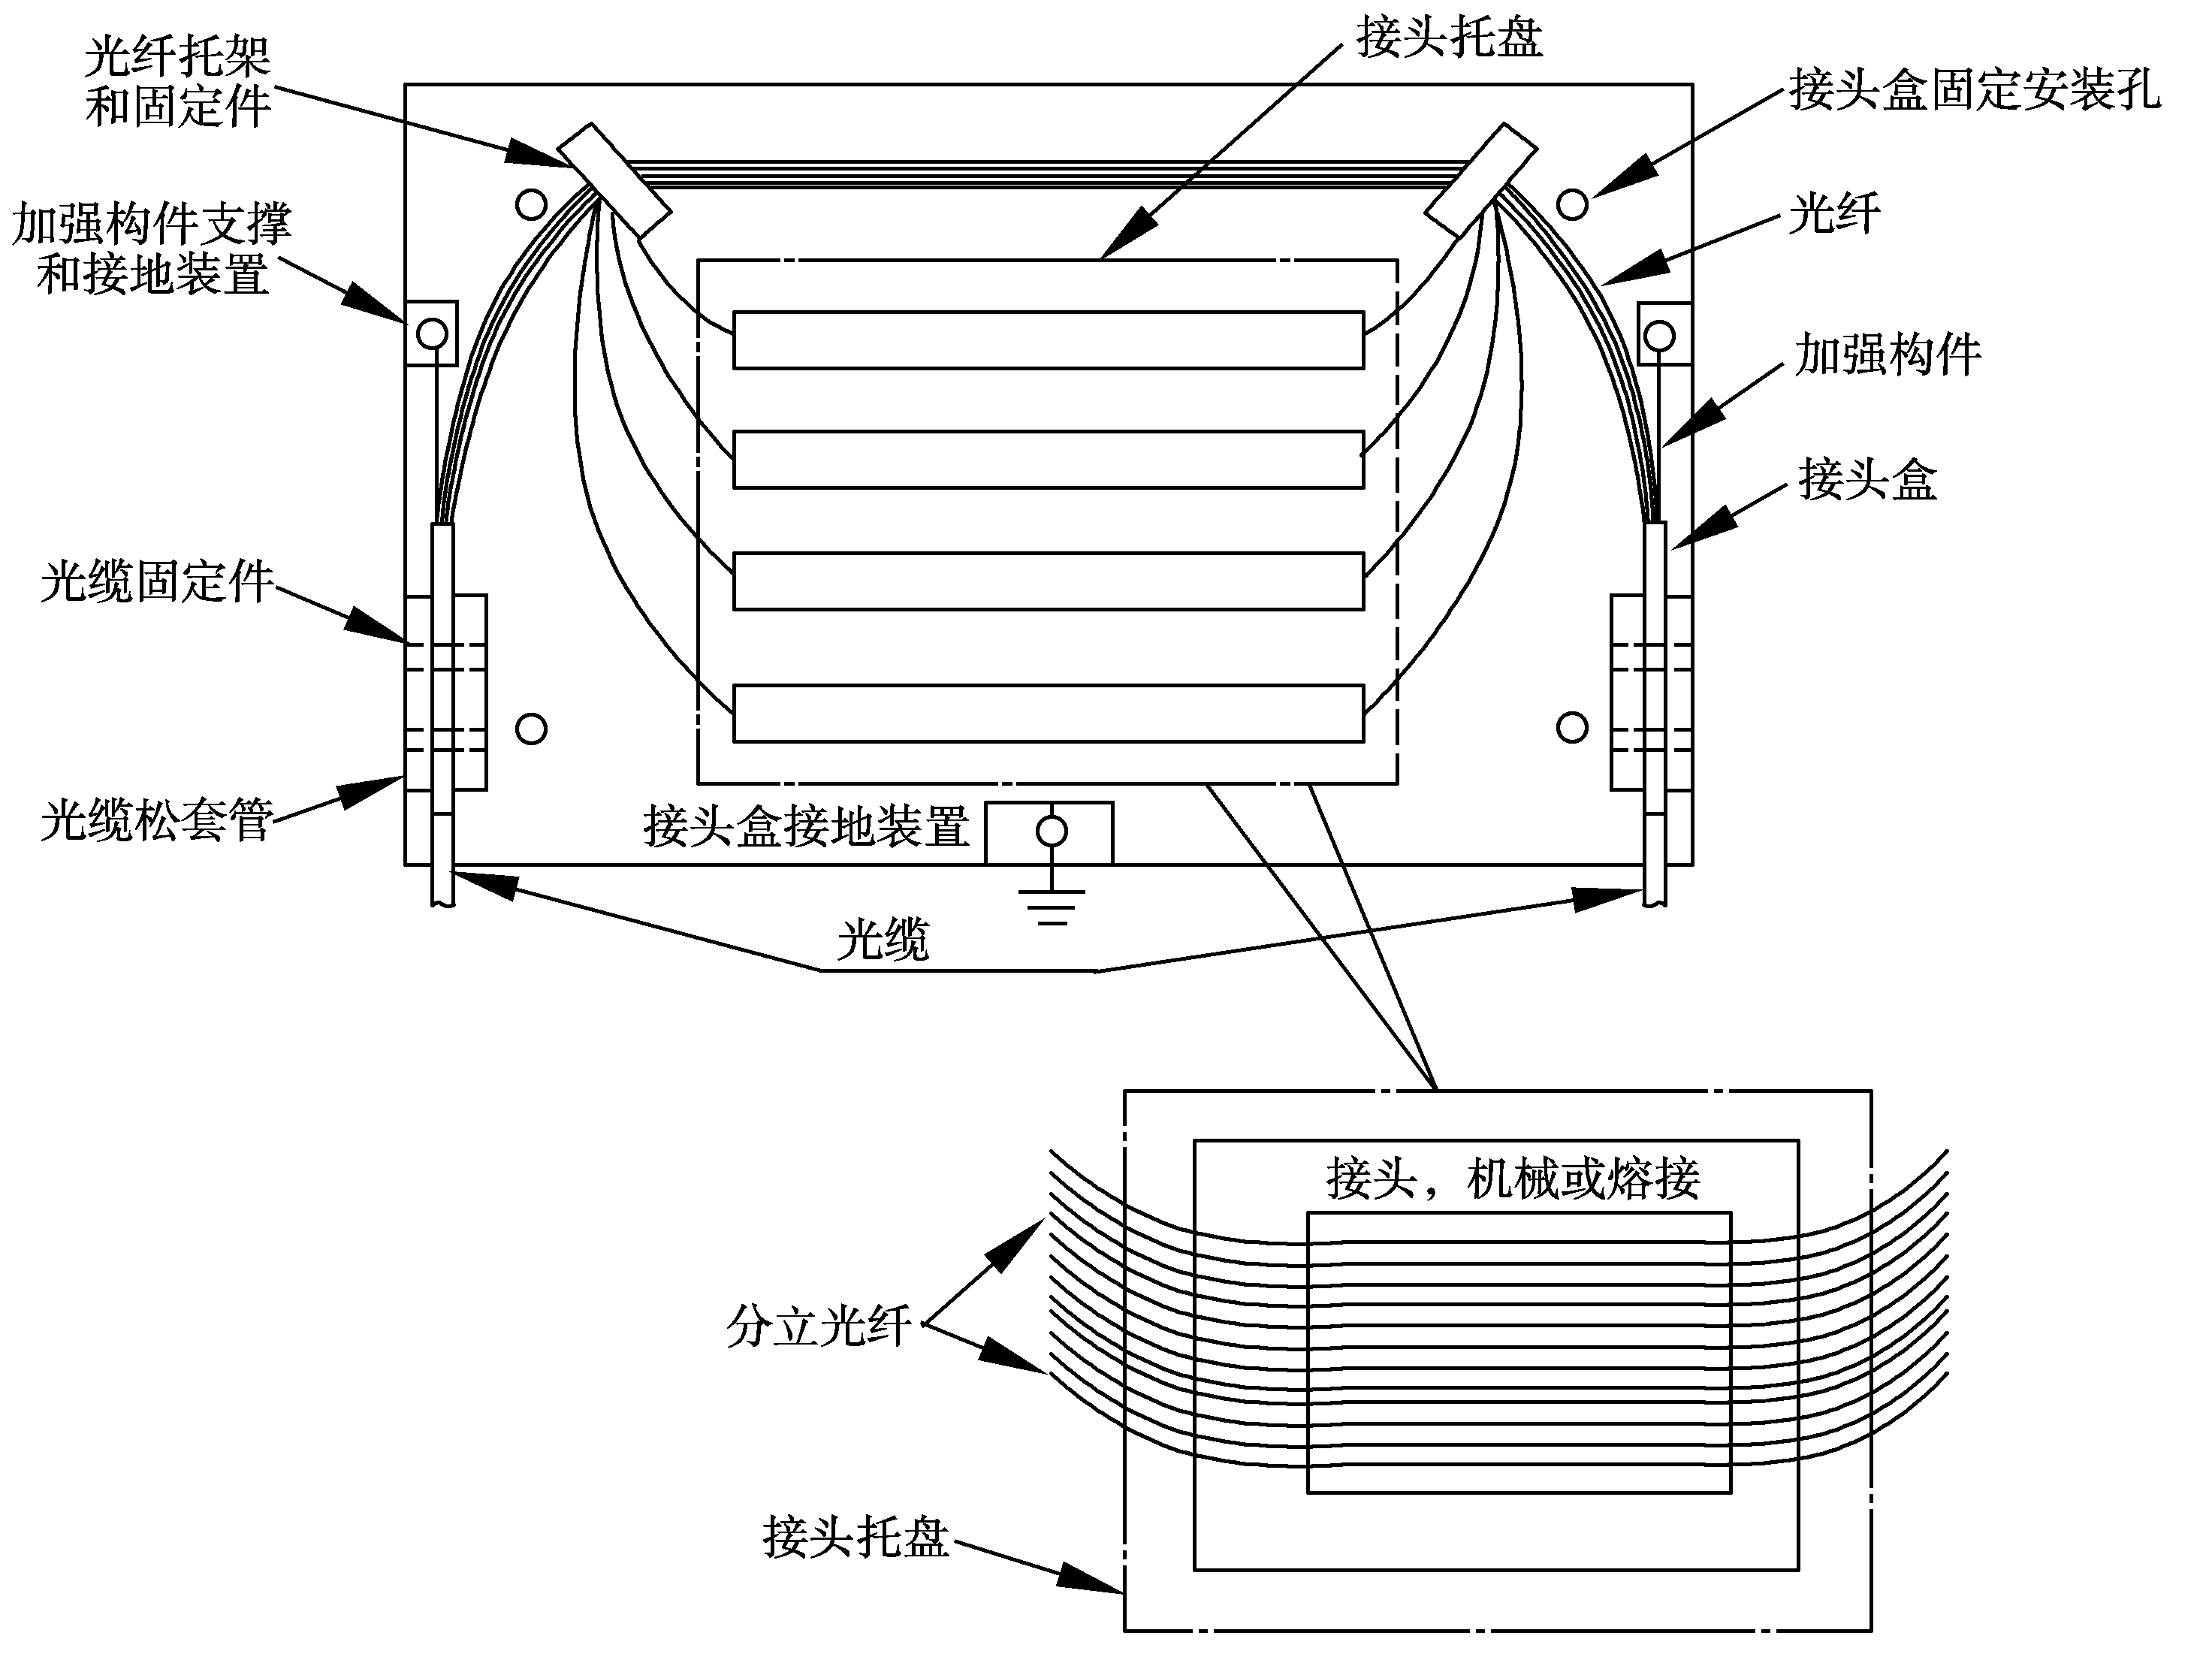 接头托盘
光纤托架
和固定件
接头盒固定安装孔
加强构件支撑
和接地装置
光纤
加强构件
接头盒
光缆固定件
光缆松套管
接头盒接地装置
光缆
接头，机械或熔接
分立光纤
接头托盘